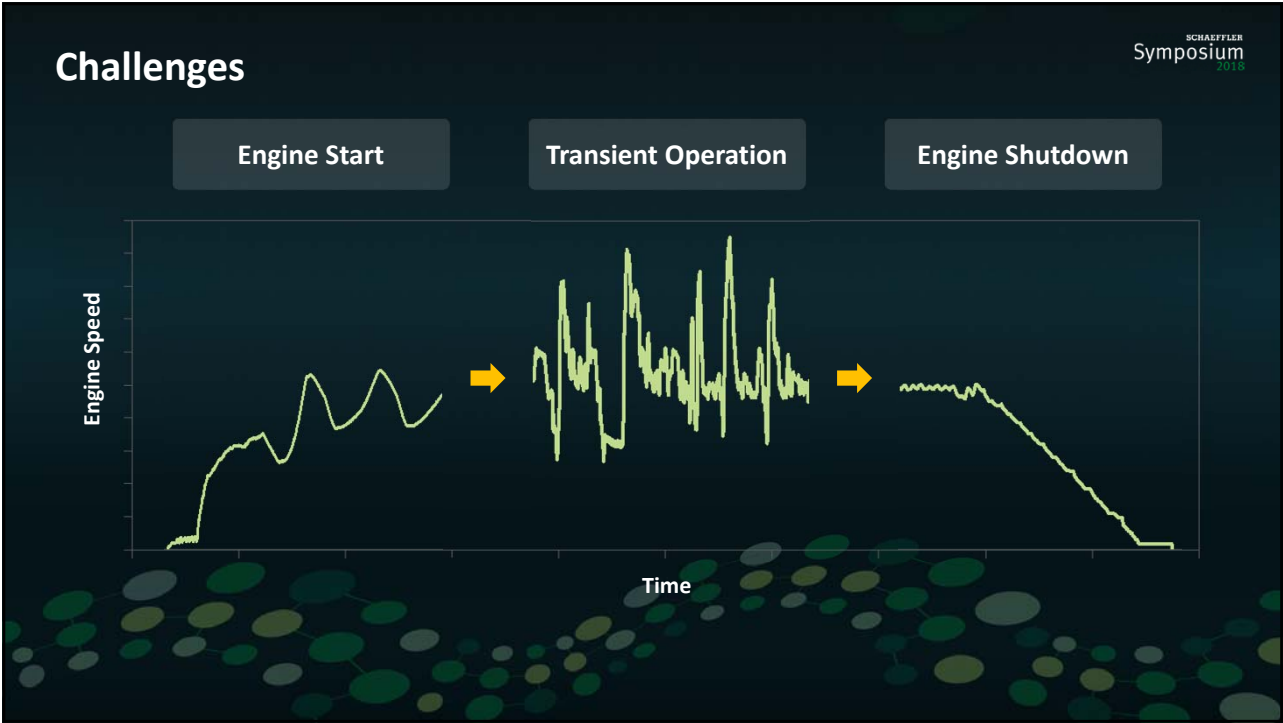 Challenges
SCHAEFFLER
Symposium
2018
Engine Start
Transient Operation
Engine Shutdown
Engine Speed
Time